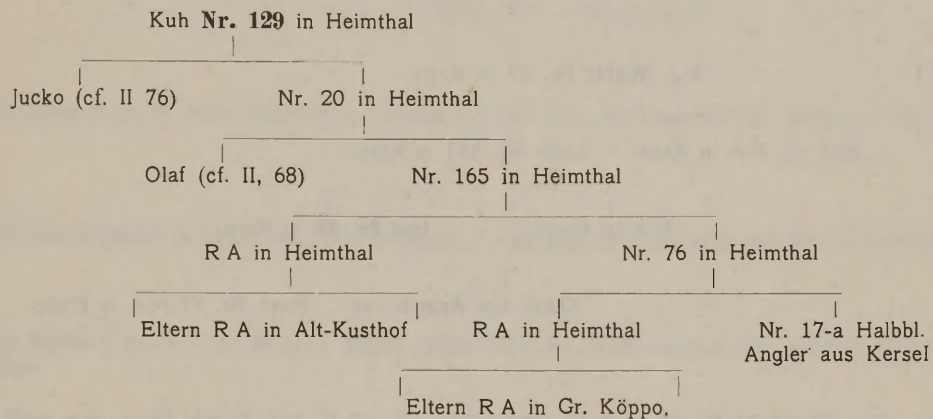 Kuh Nr. 129 in Heimthal
Jucko (cf. II 76) Nr. 20 in Heimthal
Olaf (cf. II, 68) Nr. 165 in Heimthal
R A in Heimthal Nr. 76 in Heimthal
Eltern R A in Alt-Kusthof R A in Heimthal Nr. 17-a Halbbl.
Angler aus Kersel
Eltern R A in Gr. Köppo.